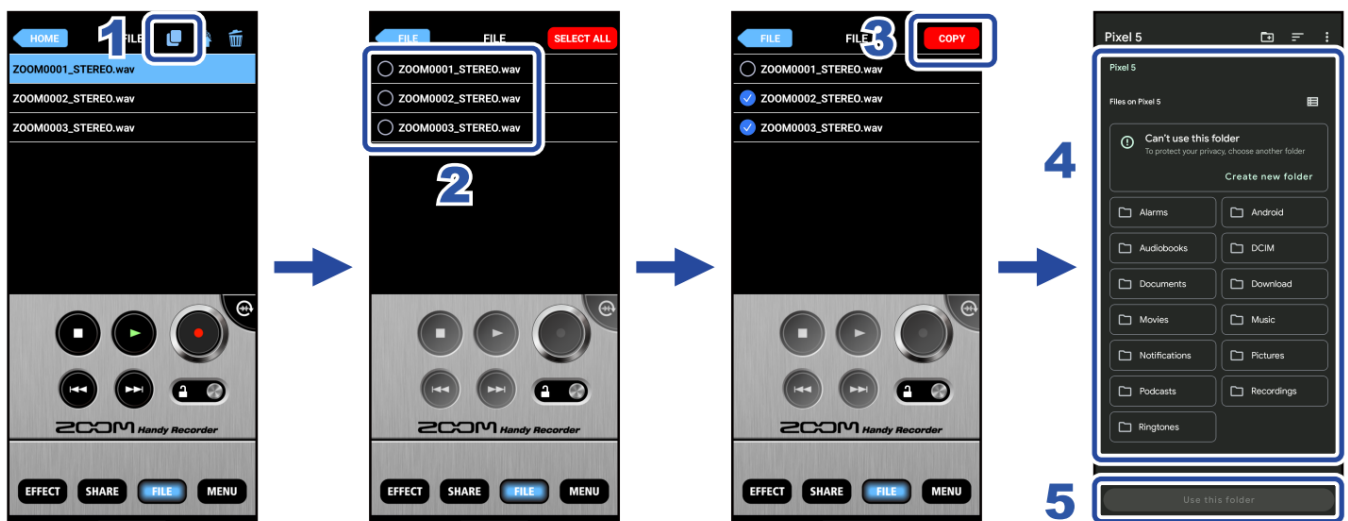 1
HOME FILE
ZOOM0001_STEREO.wav
ZOOM0002_STEREO.wav
ZOOM0003_STEREO.wav
ZOOM Handy Recorder
EFFECT SHARE FILE MENU
FILE FILE SELECT ALL
ZOOM0001_STEREO.wav
ZOOM0002_STEREO.wav
ZOOM0003_STEREO.wav
2
ZOOM Handy Recorder
EFFECT SHARE FILE MENU
3
FILE FILE COPY
ZOOM0001_STEREO.wav
ZOOM0002_STEREO.wav
ZOOM0003_STEREO.wav
ZOOM Handy Recorder
EFFECT SHARE FILE MENU
Pixel 5
Pixel 5
Files on Pixel 5
4
Can't use this folder
To protect your privacy, choose another folder
Create new folder
Alarms Android
Audiobooks DCIM
Documents Download
Movies Music
Notifications Pictures
Podcasts Recordings
Ringtones
5
Use this folder